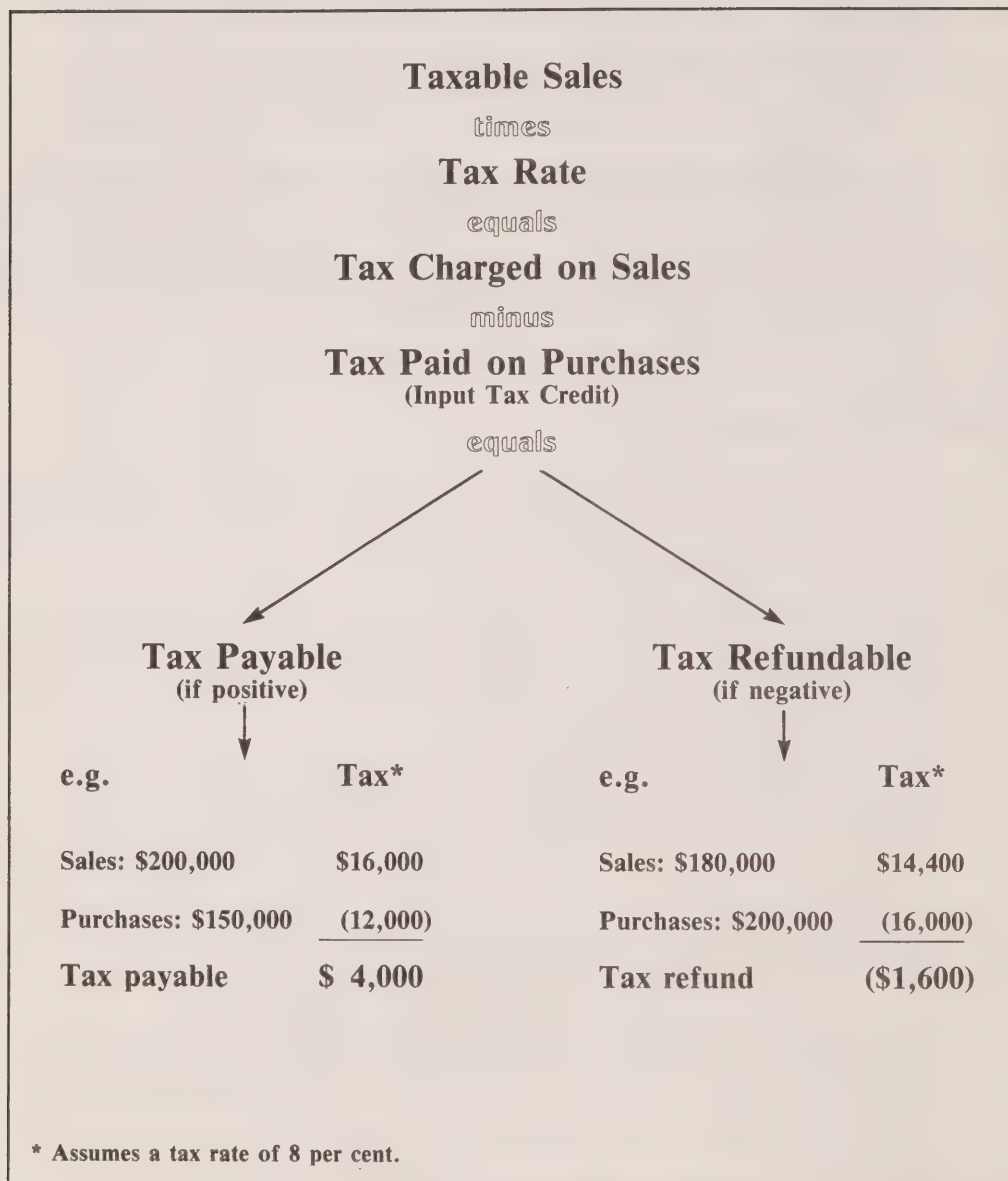 Taxable Sales
times
Tax Rate
equals
Tax Charged on Sales
minus
Tax Paid on Purchases
(Input Tax Credit)
equals
Tax Payable
(if positive)
e.g. Tax*
Sales: $200,000 $16,000
Purchases: $150,000 (12,000)
Tax payable $ 4,000
Tax Refundable
(if negative)
e.g. Tax*
Sales: $180,000 $14,400
Purchases: $200,000 (16,000)
Tax refund ($1,600)
* Assumes a tax rate of 8 per cent.